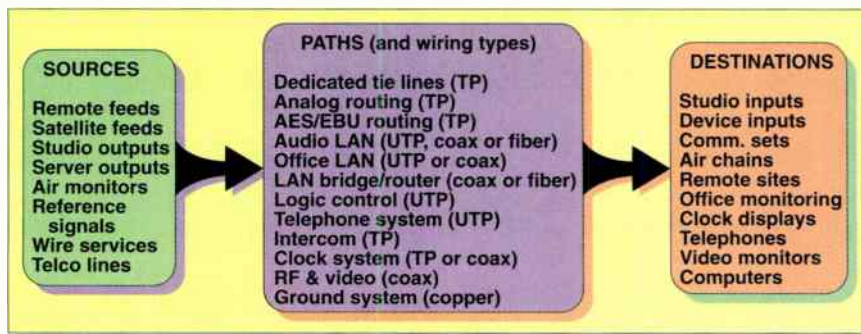 SOURCES
Remote feeds
Satellite feeds
Studio outputs
Server outputs
Air monitors
Reference
signals
Wire services
Telco lines
PATHS (and wiring types)
Dedicated tie lines (TP)
Analog routing (TP)
AES/EBU routing (TP)
Audio LAN (UTP, coax or fiber)
Office LAN (UTP or coax)
LAN bridge/router (coax or fiber)
Logic control (UTP)
Telephone system (UTP)
Intercom (TP)
Clock system (TP or coax)
RF & video (coax)
Ground system (copper)
DESTINATIONS
Studio inputs
Device inputs
Comm. sets
Air chains
Remote sites
Office monitoring
Clock displays
Telephones
Video monitors
Computers